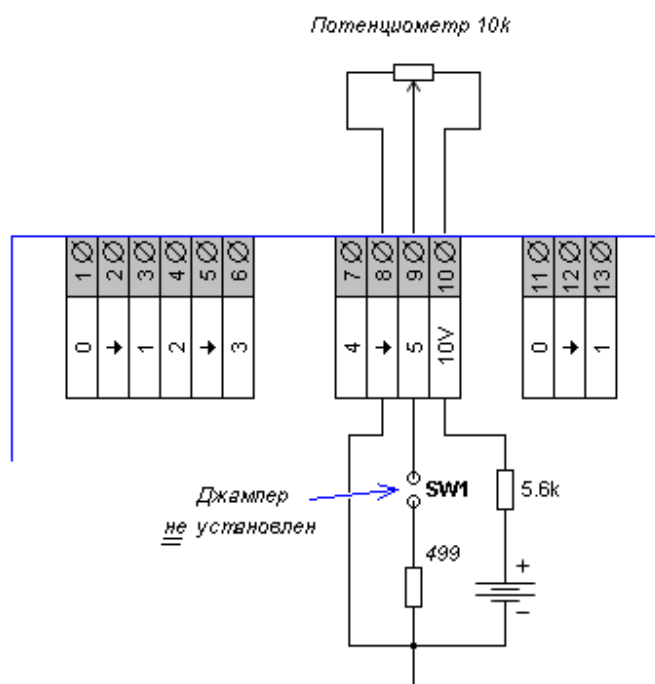 Потенциометр 10k
1 2 3 4 5 6
7 8 9 10
11 12 13
0 1 2 3
4 5 10V
0 1
Джампер
не установлен
SW1
5.6k
499
+
−